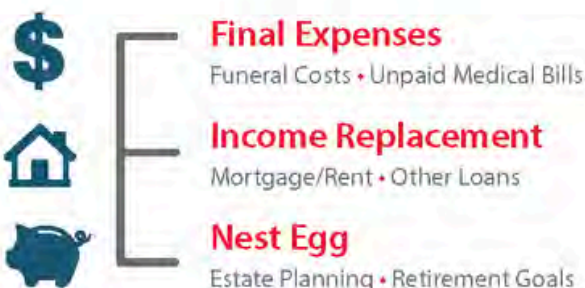 Final Expenses
Funeral Costs • Unpaid Medical Bills
Income Replacement
Mortgage/Rent • Other Loans
Nest Egg
Estate Planning • Retirement Goals